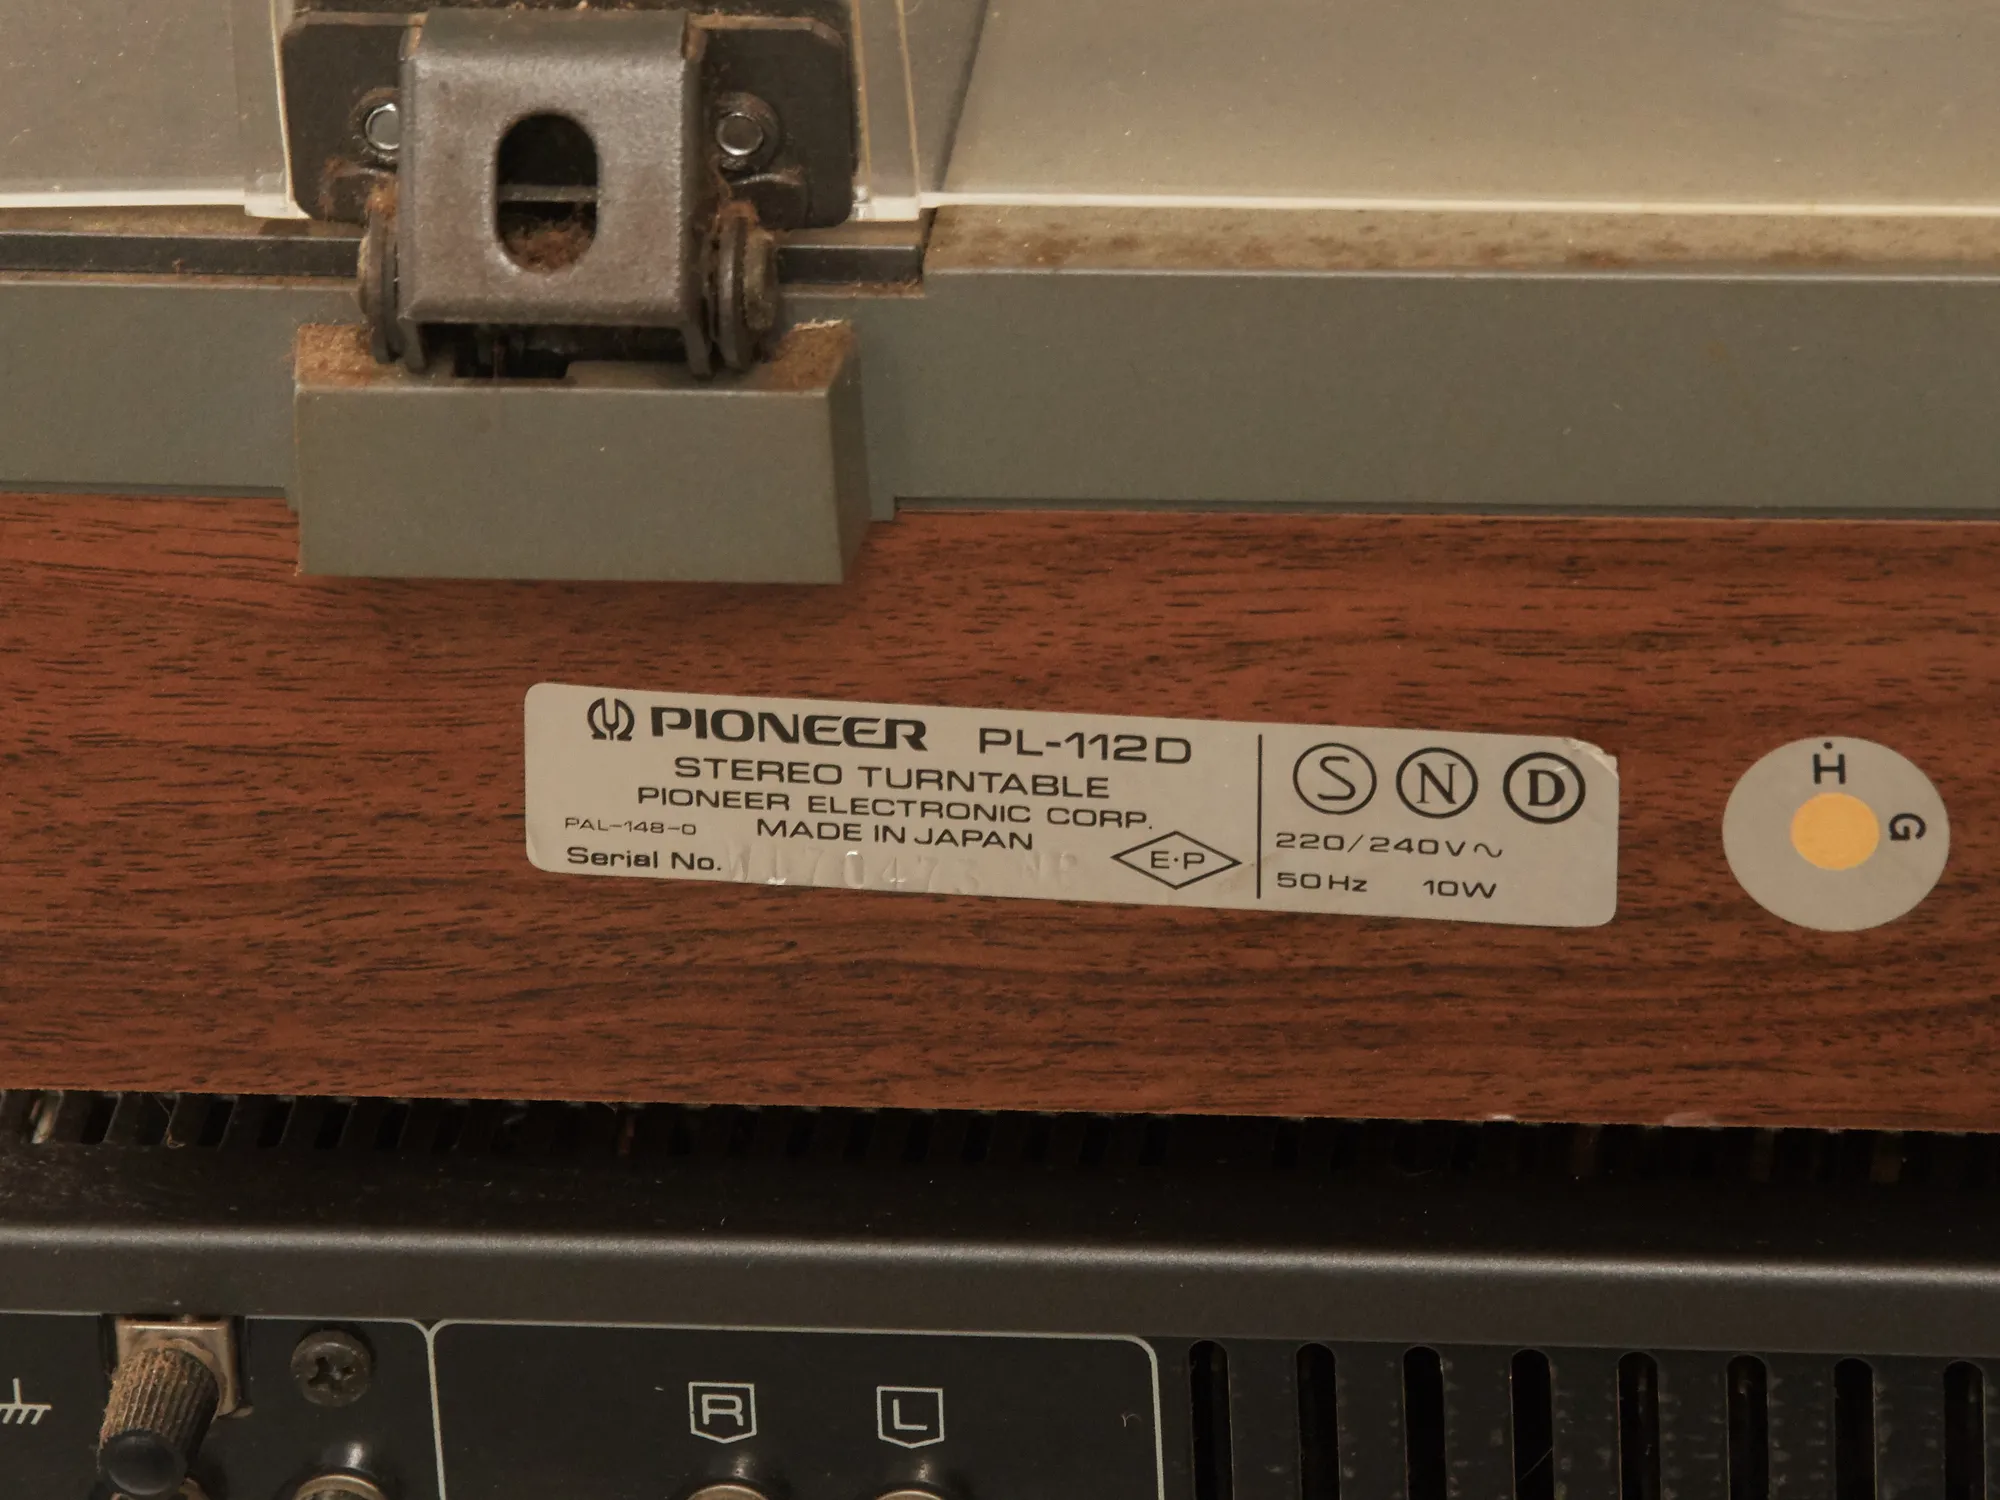 PIONEER PL-112D
STEREO TURNTABLE
PIONEER ELECTRONIC CORP.
PAL-148-0 MADE IN JAPAN
Serial No.
E·P
S N D
220/240V~
50Hz 10W
H
G
R L